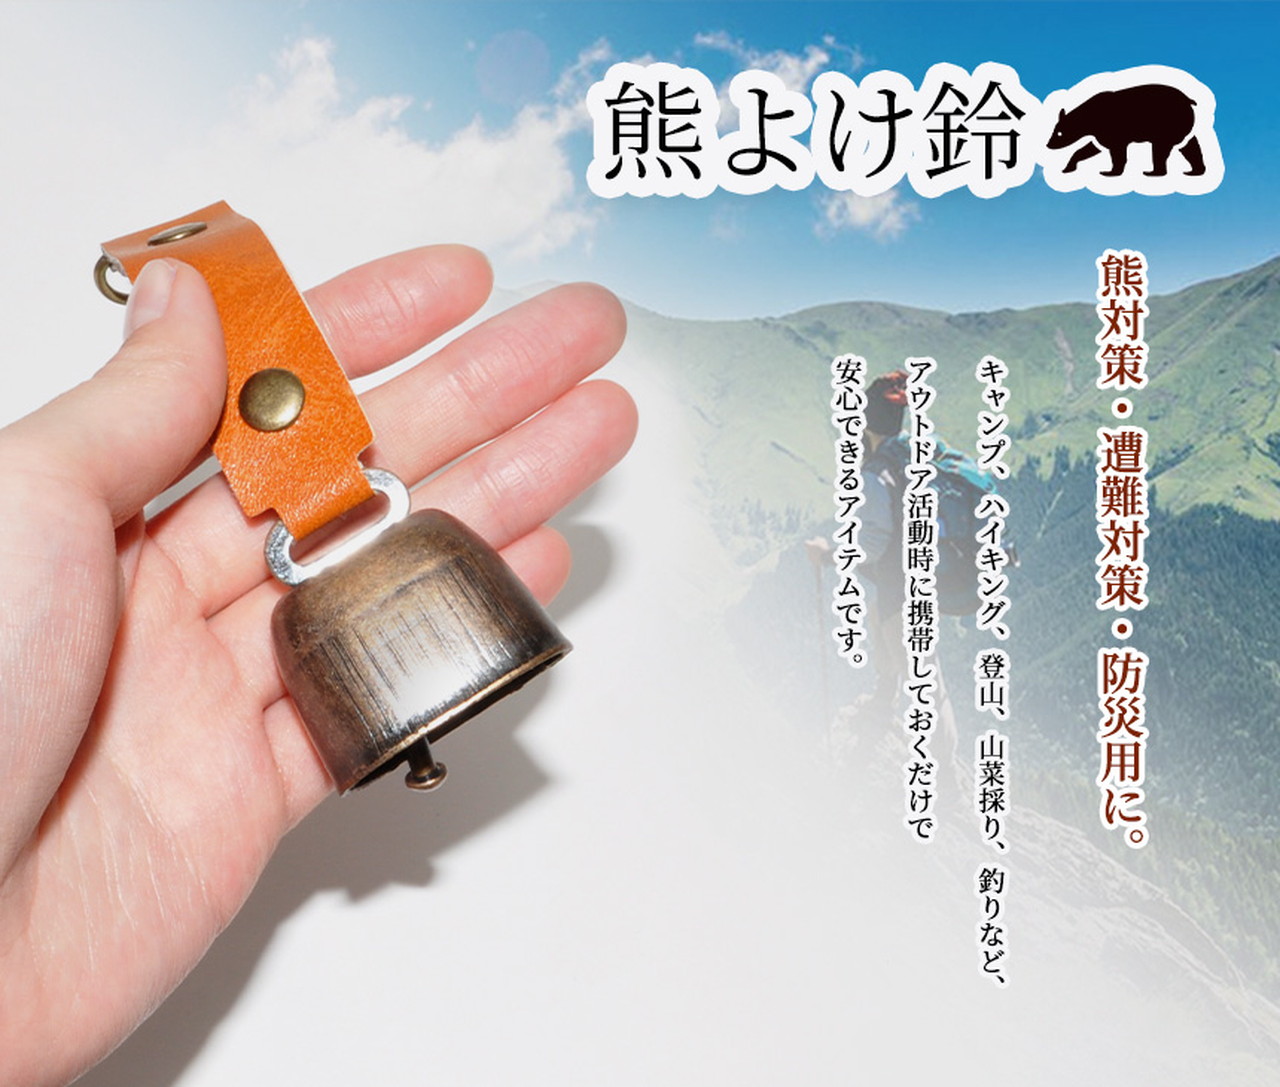 熊よけ鈴
熊対策・遭難対策・防災用に。
キャンプ、ハイキング、登山、山菜採り、釣りなど、
アウトドア活動時に携帯しておくだけで
安心できるアイテムです。